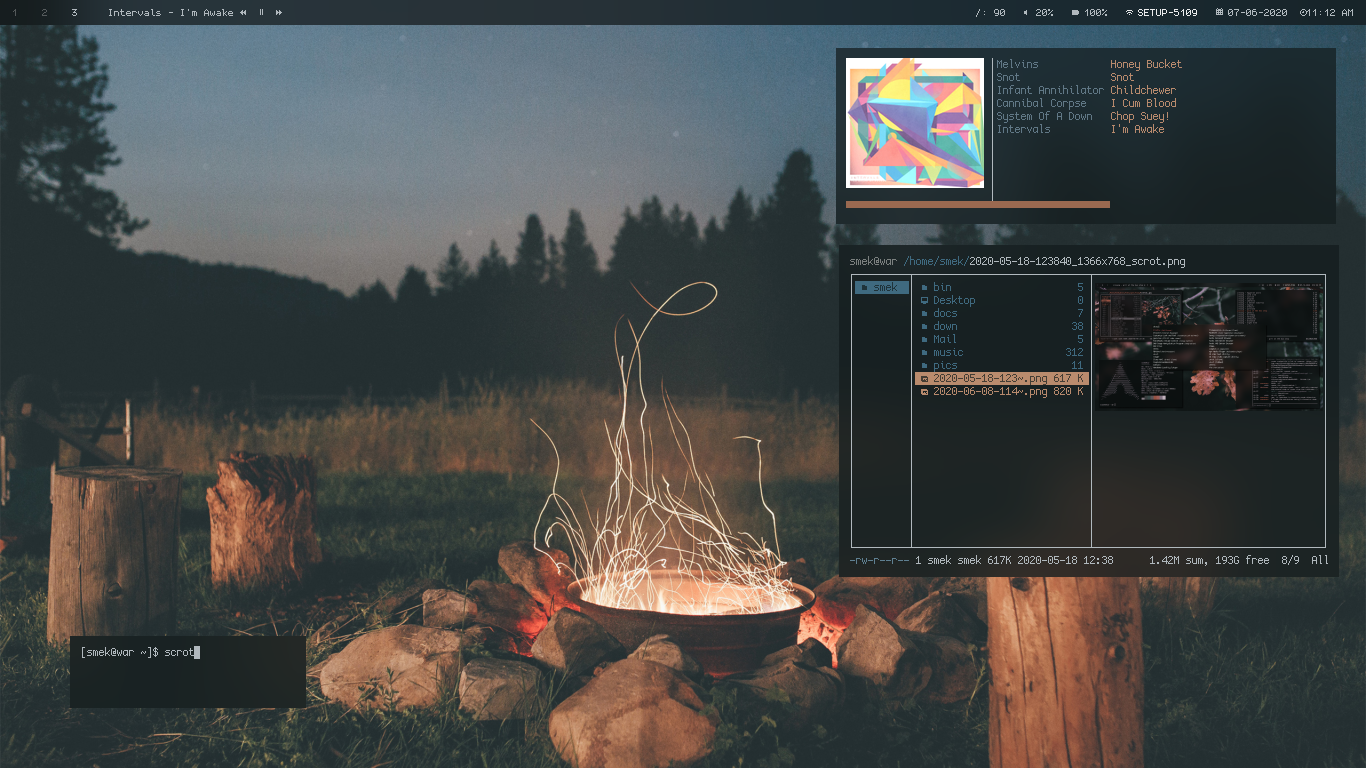 1 2 3 Intervals - I'm Awake /: 90 20% 100% SETUP-5109 07-06-2020 11:12 AM
Melvins Honey Bucket
Snot Snot
Infant Annihilator Childchewer
Cannibal Corpse I Cum Blood
System Of A Down Chop Suey!
Intervals I'm Awake
smek@war /home/smek/2020-05-18-123840_1366x768_scrot.png
smek
bin 5
Desktop 0
docs 7
down 38
Mail 5
music 312
pics 11
2020-05-18-123~.png 617 K
2020-06-08-114~.png 820 K
-rw-r--r-- 1 smek smek 617K 2020-05-18 12:38 1.42M sum, 193G free 8/9 All
[smek@war ~]$ scrot